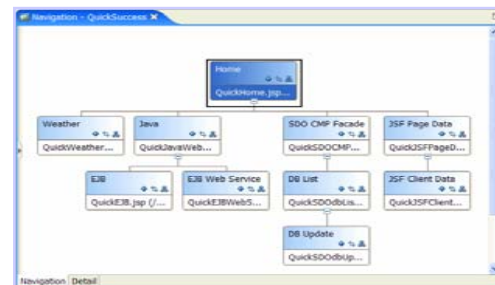 Navigation - QuickSuccess
Home
QuickHome.jsp...
Weather
Java
SDO CMP Facade
JSF Page Data
QuickWeather...
QuickJavaWeb...
QuickSDOCMP...
QuickJSFPageD...
EJB
EJB Web Service
DB List
JSF Client Data
QuickEJB.jsp (/...
QuickEJBWebS...
QuickSDOdbLis...
QuickJSFClient...
DB Update
QuickSDOdbUp...
Navigation Detail